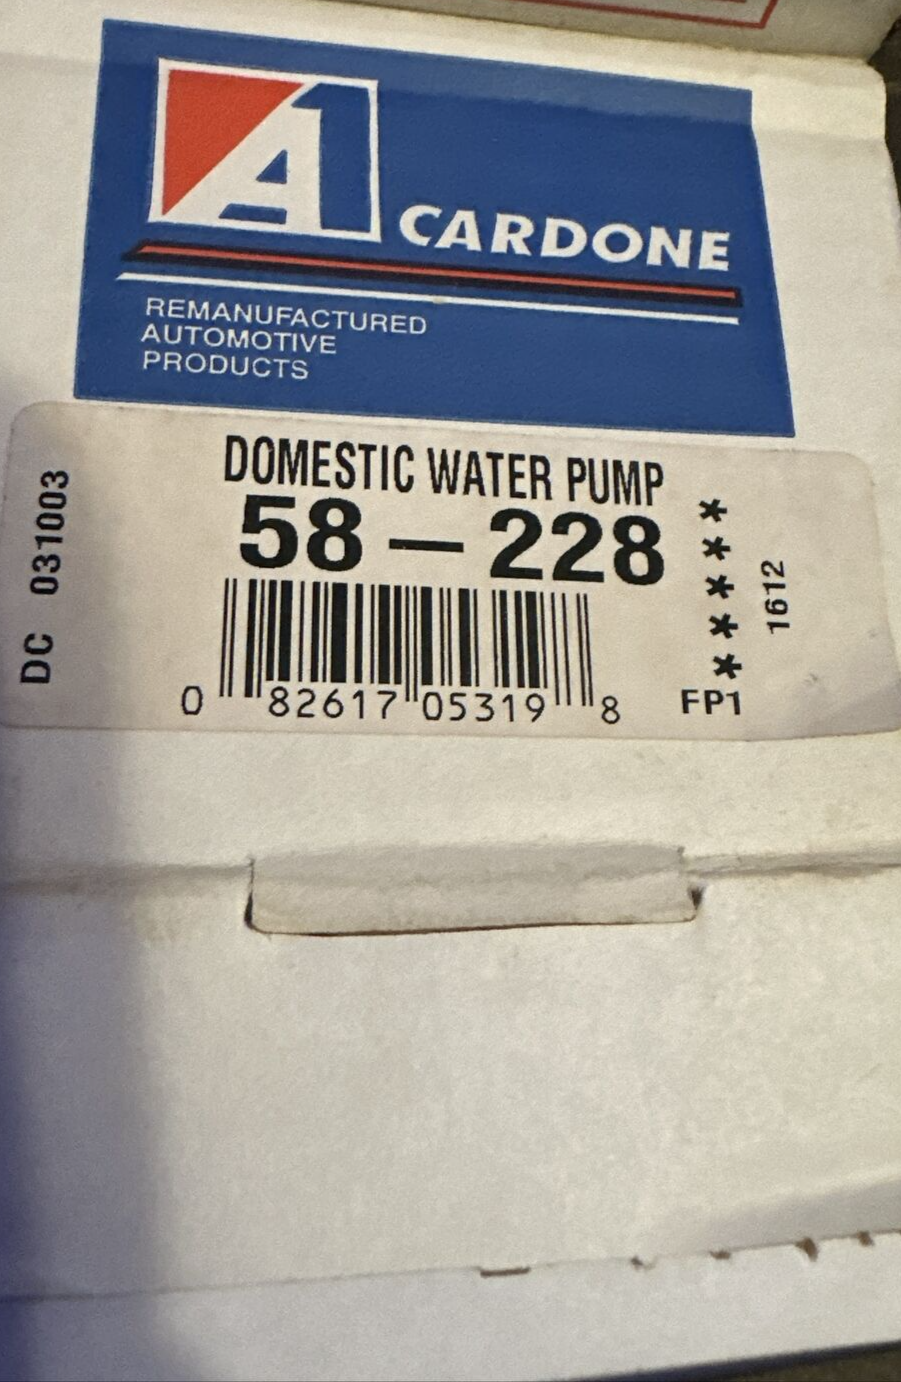 A1 CARDONE
REMANUFACTURED
AUTOMOTIVE
PRODUCTS
DOMESTIC WATER PUMP
58-228
DC 031003
0 82617 05319 8
*****
FP1
1612